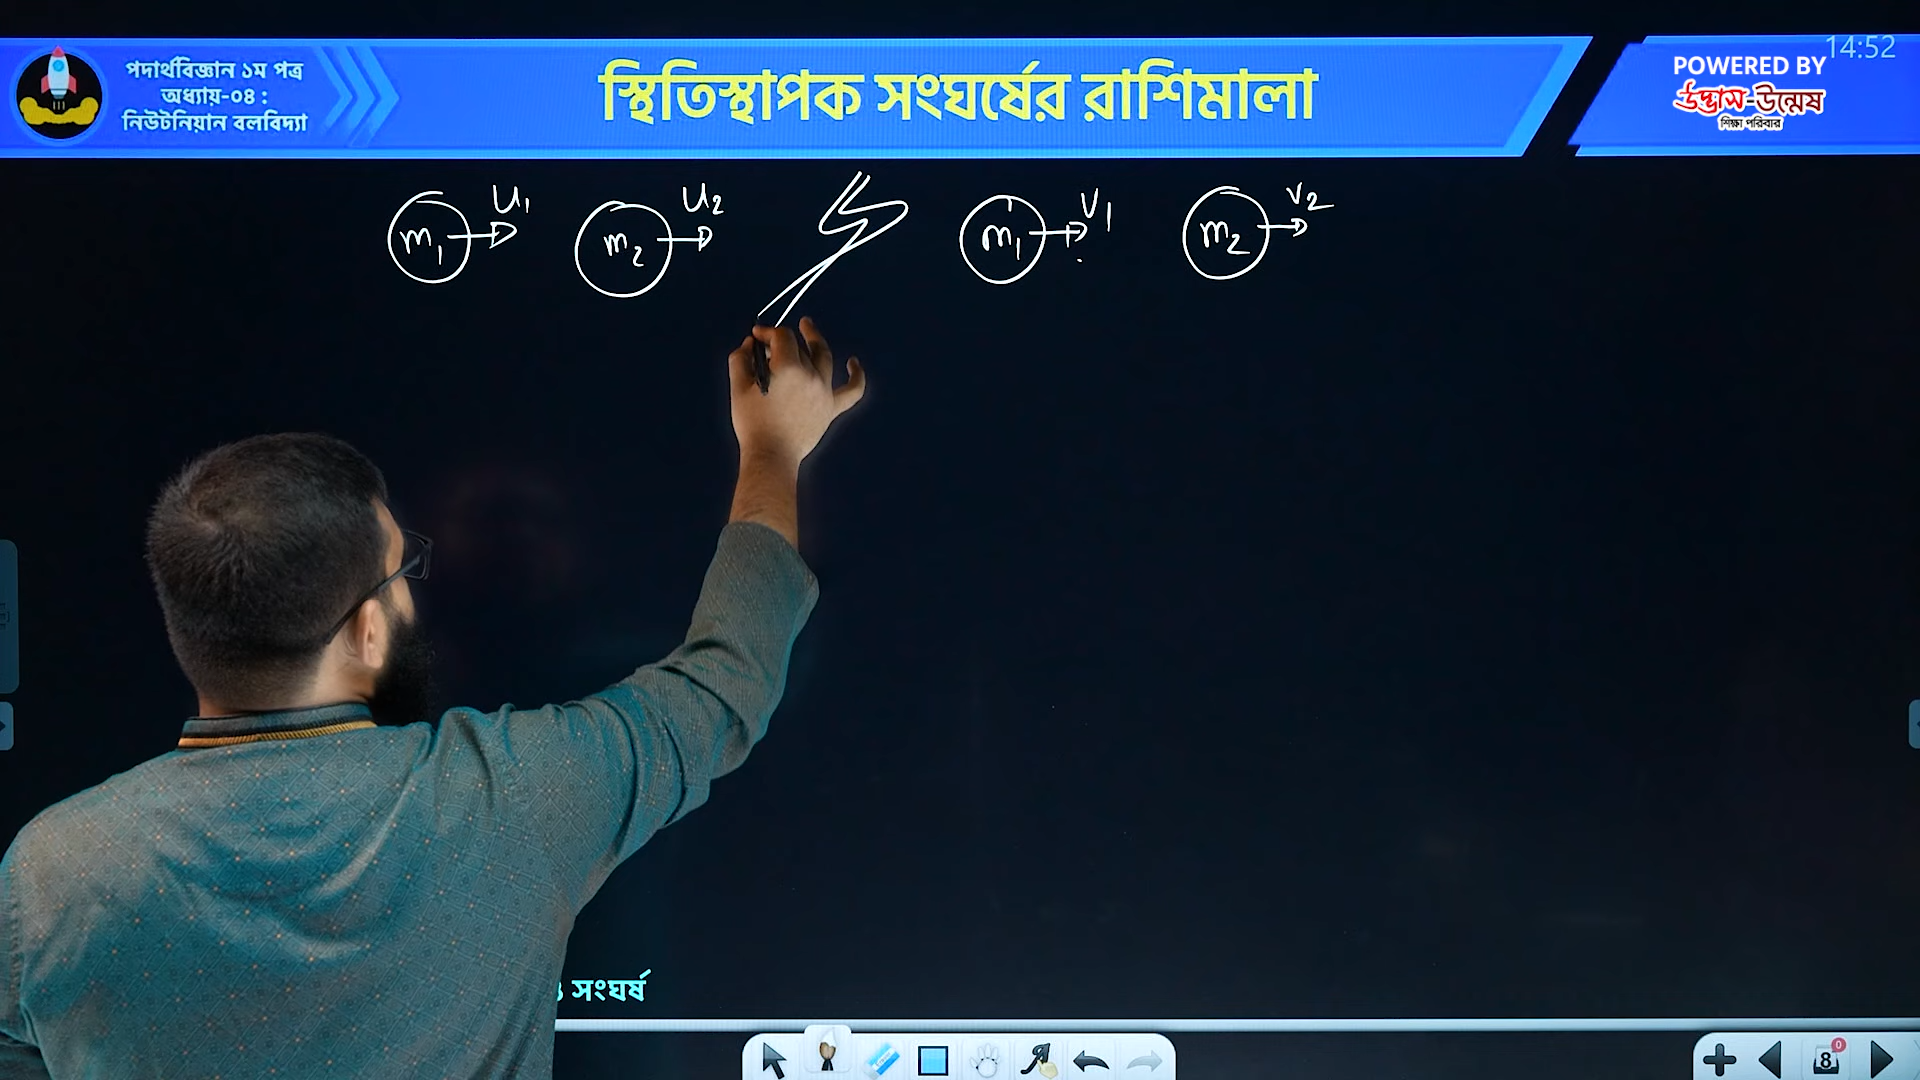 পদার্থবিজ্ঞান ১ম পত্র
অধ্যায়-০৪ :
নিউটনিয়ান বলবিদ্যা
স্থিতিস্থাপক সংঘর্ষের রাশিমালা
14:52
POWERED BY
উদ্ভাস-উন্মেষ
শিক্ষা পরিবার
m₁ u₁ m₂ u₂ m₁ v₁ m₂ v₂
সংঘর্ষ
8 0